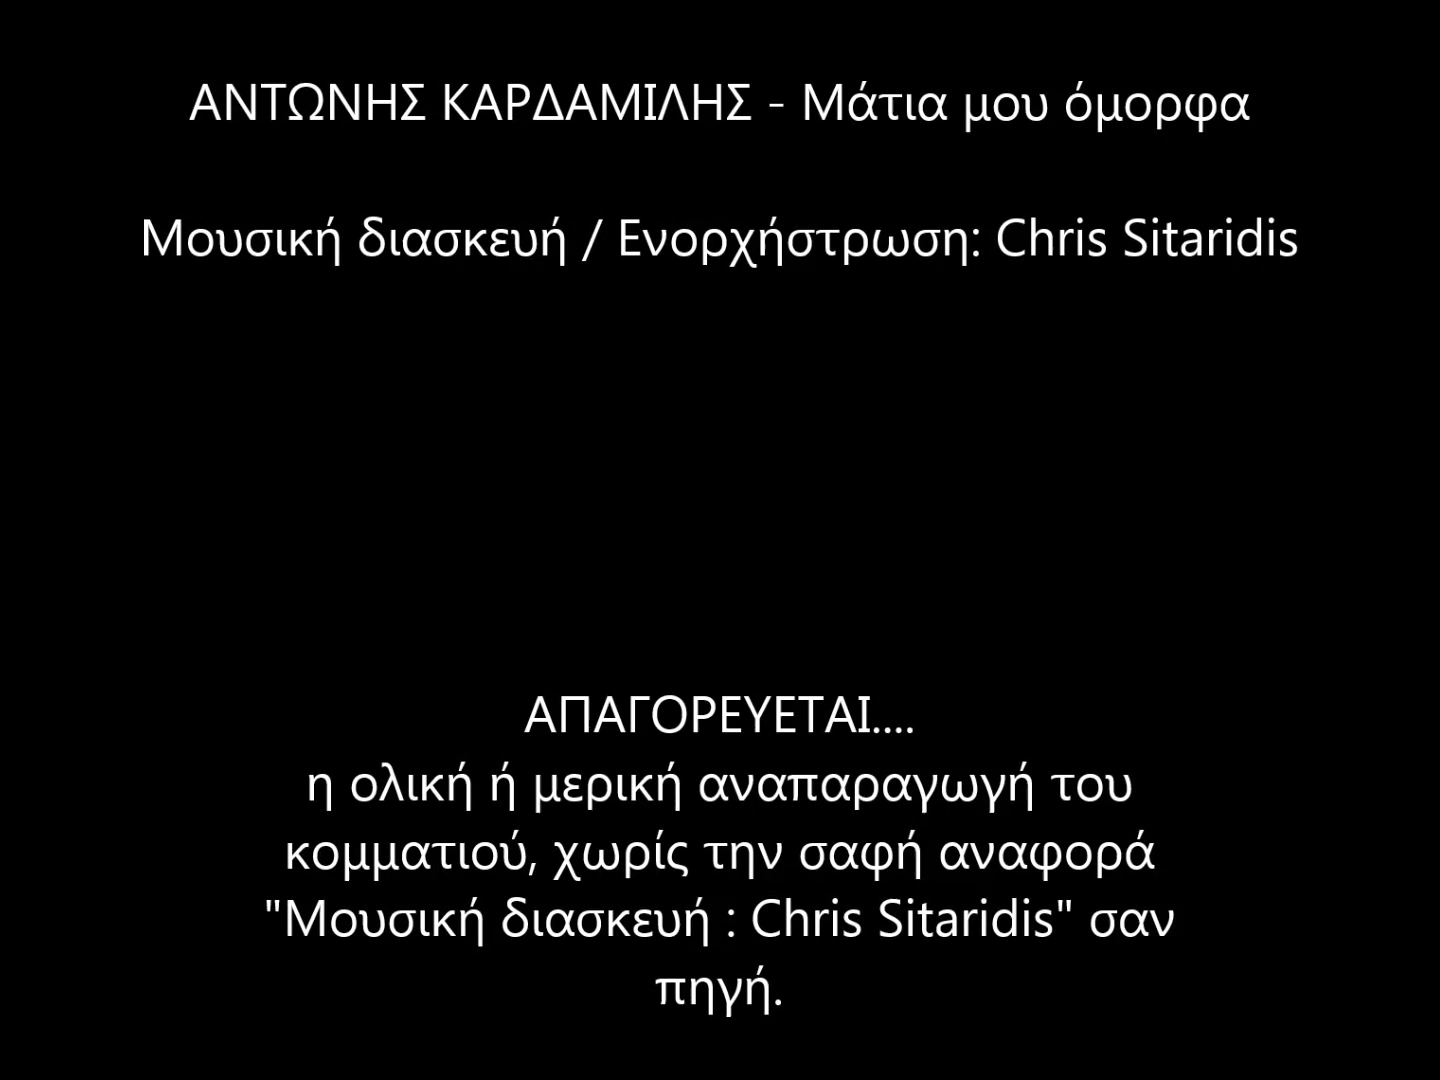 ΑΝΤΩΝΗΣ ΚΑΡΔΑΜΙΛΗΣ - Μάτια μου όμορφα
Μουσική διασκευή / Ενορχήστρωση: Chris Sitaridis
ΑΠΑΓΟΡΕΥΕΤΑΙ....
η ολική ή μερική αναπαραγωγή του
κομματιού, χωρίς την σαφή αναφορά
"Μουσική διασκευή : Chris Sitaridis" σαν
πηγή.